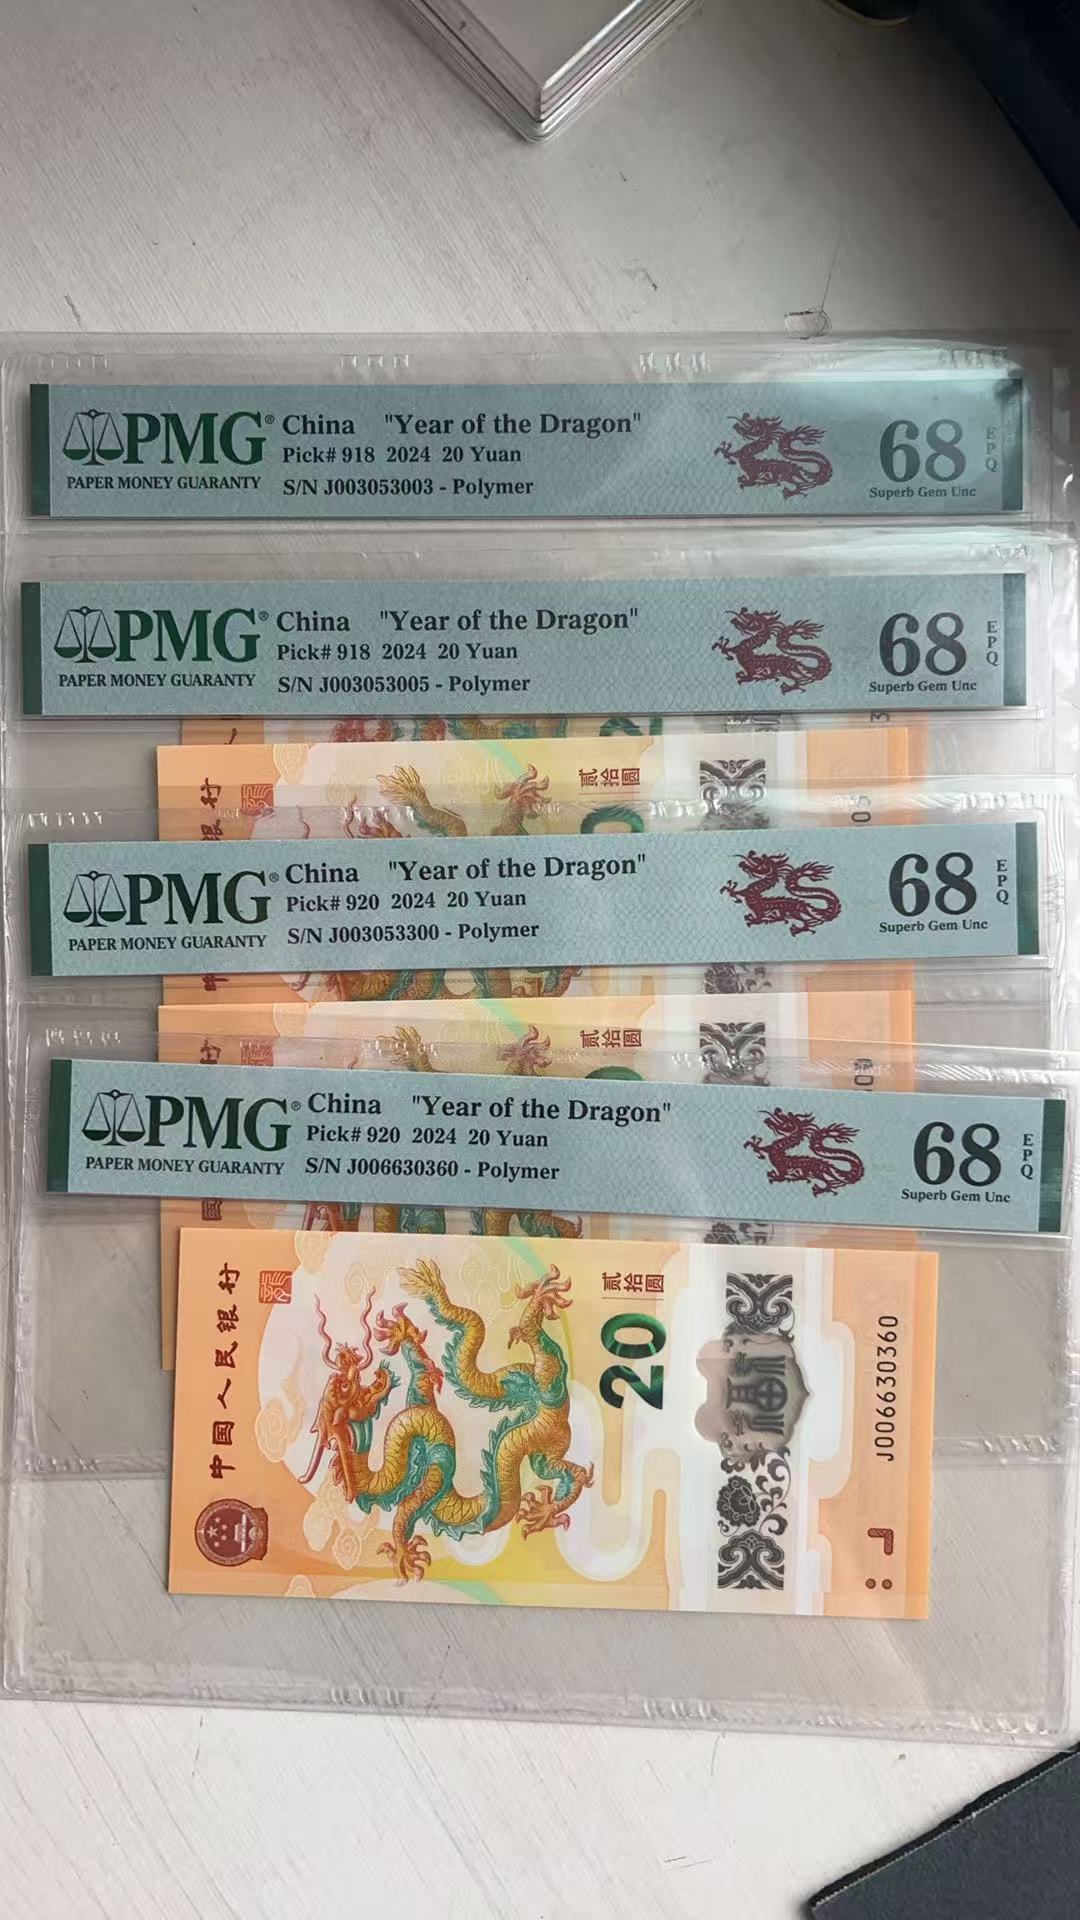 PMG® China "Year of the Dragon" 68 EPQ
Pick# 918 2024 20 Yuan
PAPER MONEY GUARANTY S/N J003053003 - Polymer Superb Gem Unc
PMG® China "Year of the Dragon" 68 EPQ
Pick# 918 2024 20 Yuan
PAPER MONEY GUARANTY S/N J003053005 - Polymer Superb Gem Unc
贰拾圆
PMG® China "Year of the Dragon" 68 EPQ
Pick# 920 2024 20 Yuan
PAPER MONEY GUARANTY S/N J003053300 - Polymer Superb Gem Unc
贰拾圆
PMG® China "Year of the Dragon" 68 EPQ
Pick# 920 2024 20 Yuan
PAPER MONEY GUARANTY S/N J006630360 - Polymer Superb Gem Unc
中国人民银行
贰拾圆
20
J006630360